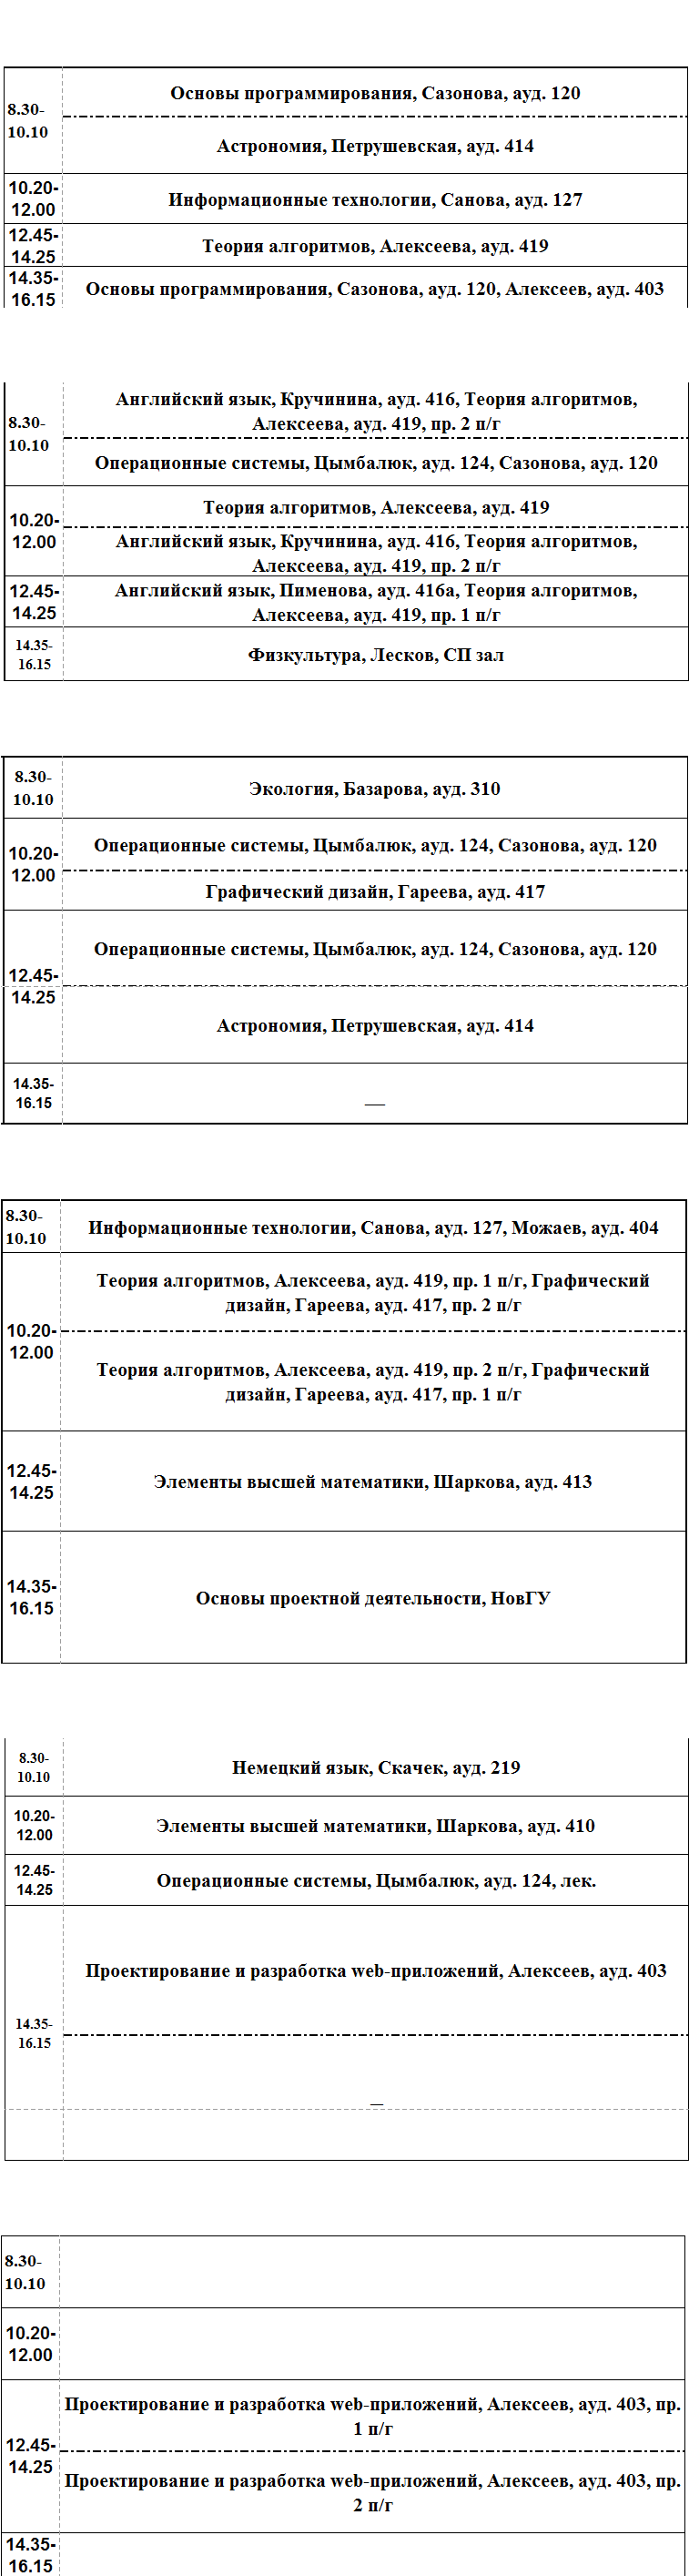 8.30-
10.10
Основы программирования, Сазонова, ауд. 120
Астрономия, Петрушевская, ауд. 414
10.20-
12.00
Информационные технологии, Санова, ауд. 127
12.45-
14.25
Теория алгоритмов, Алексеева, ауд. 419
14.35-
16.15
Основы программирования, Сазонова, ауд. 120, Алексеев, ауд. 403
8.30-
10.10
Английский язык, Кручинина, ауд. 416, Теория алгоритмов,
Алексеева, ауд. 419, пр. 2 п/г
Операционные системы, Цымбалюк, ауд. 124, Сазонова, ауд. 120
10.20-
12.00
Теория алгоритмов, Алексеева, ауд. 419
Английский язык, Кручинина, ауд. 416, Теория алгоритмов,
Алексеева, ауд. 419, пр. 2 п/г
12.45-
14.25
Английский язык, Пименова, ауд. 416а, Теория алгоритмов,
Алексеева, ауд. 419, пр. 1 п/г
14.35-
16.15
Физкультура, Лесков, СП зал
8.30-
10.10
Экология, Базарова, ауд. 310
10.20-
12.00
Операционные системы, Цымбалюк, ауд. 124, Сазонова, ауд. 120
Графический дизайн, Гареева, ауд. 417
12.45-
14.25
Операционные системы, Цымбалюк, ауд. 124, Сазонова, ауд. 120
Астрономия, Петрушевская, ауд. 414
14.35-
16.15
—
8.30-
10.10
Информационные технологии, Санова, ауд. 127, Можаев, ауд. 404
10.20-
12.00
Теория алгоритмов, Алексеева, ауд. 419, пр. 1 п/г, Графический
дизайн, Гареева, ауд. 417, пр. 2 п/г
Теория алгоритмов, Алексеева, ауд. 419, пр. 2 п/г, Графический
дизайн, Гареева, ауд. 417, пр. 1 п/г
12.45-
14.25
Элементы высшей математики, Шаркова, ауд. 413
14.35-
16.15
Основы проектной деятельности, НовГУ
8.30-
10.10
Немецкий язык, Скачек, ауд. 219
10.20-
12.00
Элементы высшей математики, Шаркова, ауд. 410
12.45-
14.25
Операционные системы, Цымбалюк, ауд. 124, лек.
14.35-
16.15
Проектирование и разработка web-приложений, Алексеев, ауд. 403
—
8.30-
10.10
10.20-
12.00
12.45-
14.25
Проектирование и разработка web-приложений, Алексеев, ауд. 403, пр.
1 п/г
Проектирование и разработка web-приложений, Алексеев, ауд. 403, пр.
2 п/г
14.35-
16.15